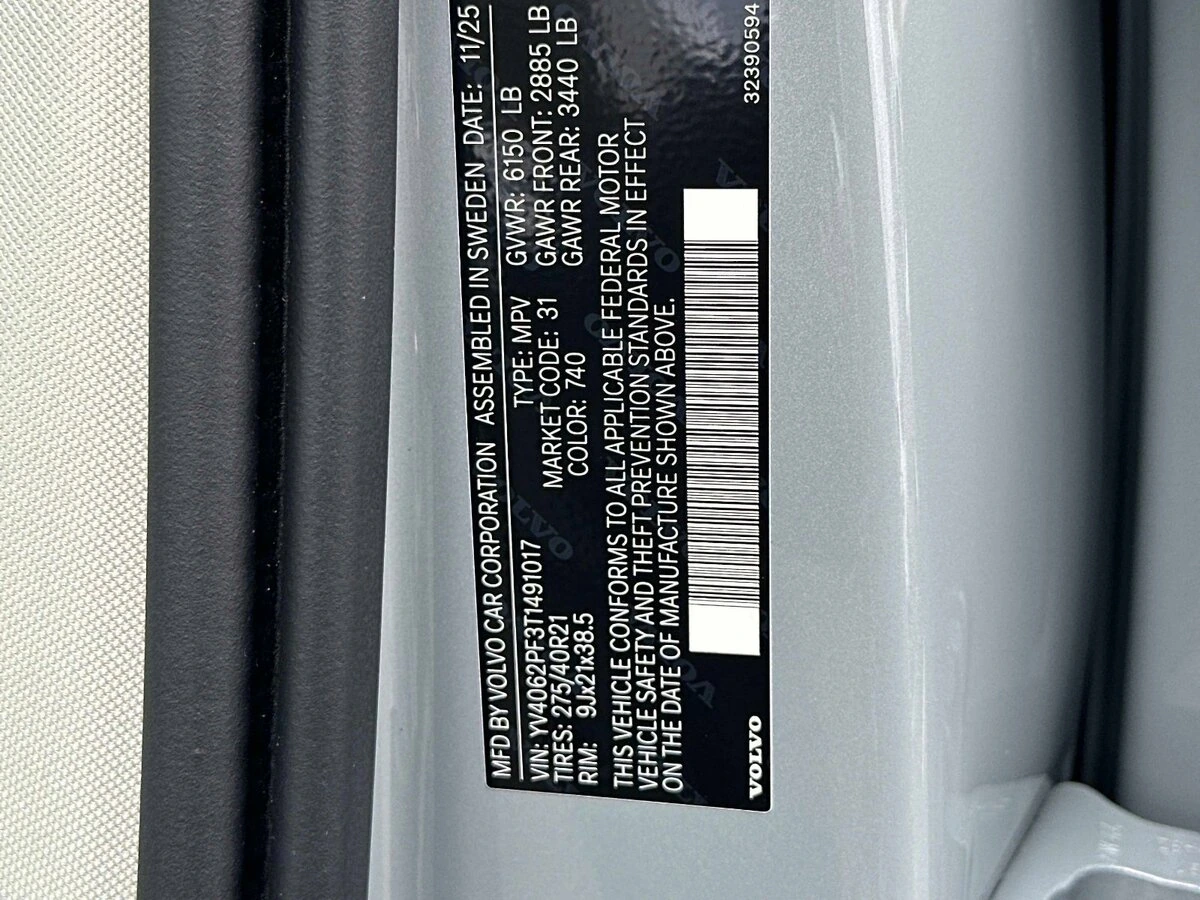 MFD BY VOLVO CAR CORPORATION ASSEMBLED IN SWEDEN DATE: 11/25
VIN: YV4062PF3T1491017 TYPE: MPV GVWR: 6150 LB
TIRES: 275/40R21 MARKET CODE: 31 GAWR FRONT: 2885 LB
RIM: 9Jx21x38.5 COLOR: 740 GAWR REAR: 3440 LB
THIS VEHICLE CONFORMS TO ALL APPLICABLE FEDERAL MOTOR
VEHICLE SAFETY AND THEFT PREVENTION STANDARDS IN EFFECT
ON THE DATE OF MANUFACTURE SHOWN ABOVE.
VOLVO 32390594